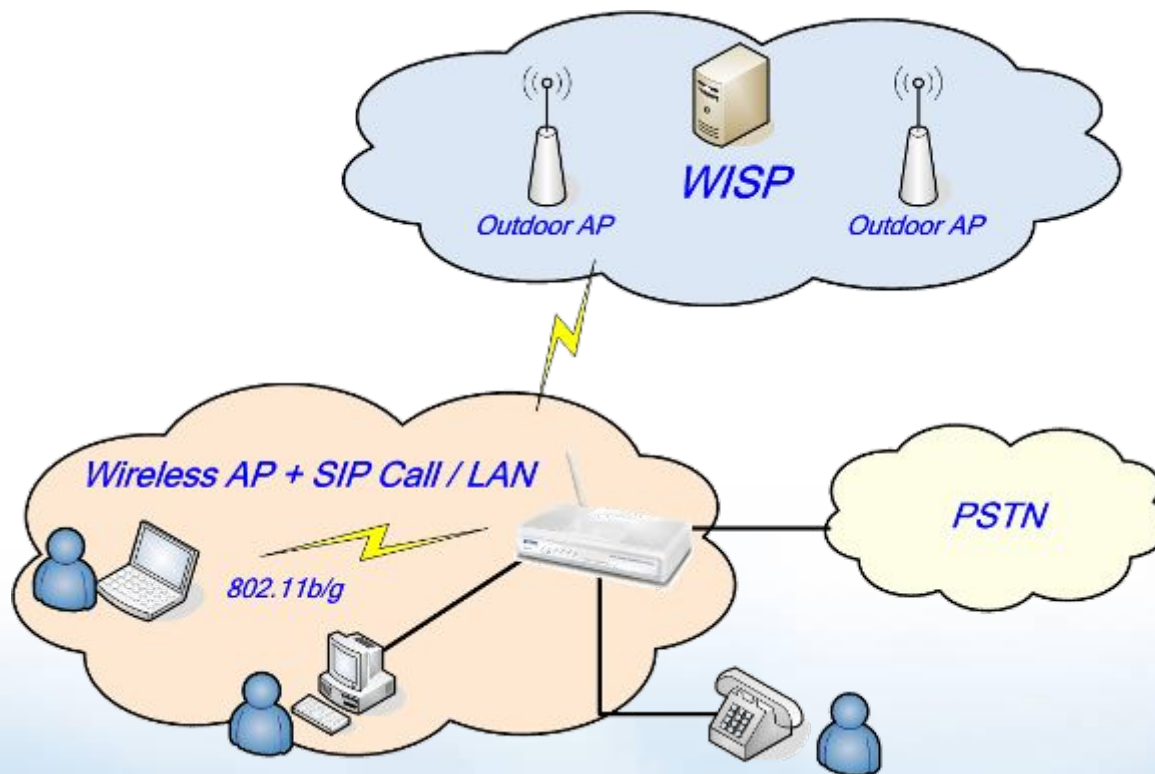 WISP
Outdoor AP
Outdoor AP
Wireless AP + SIP Call / LAN
PSTN
802.11b/g